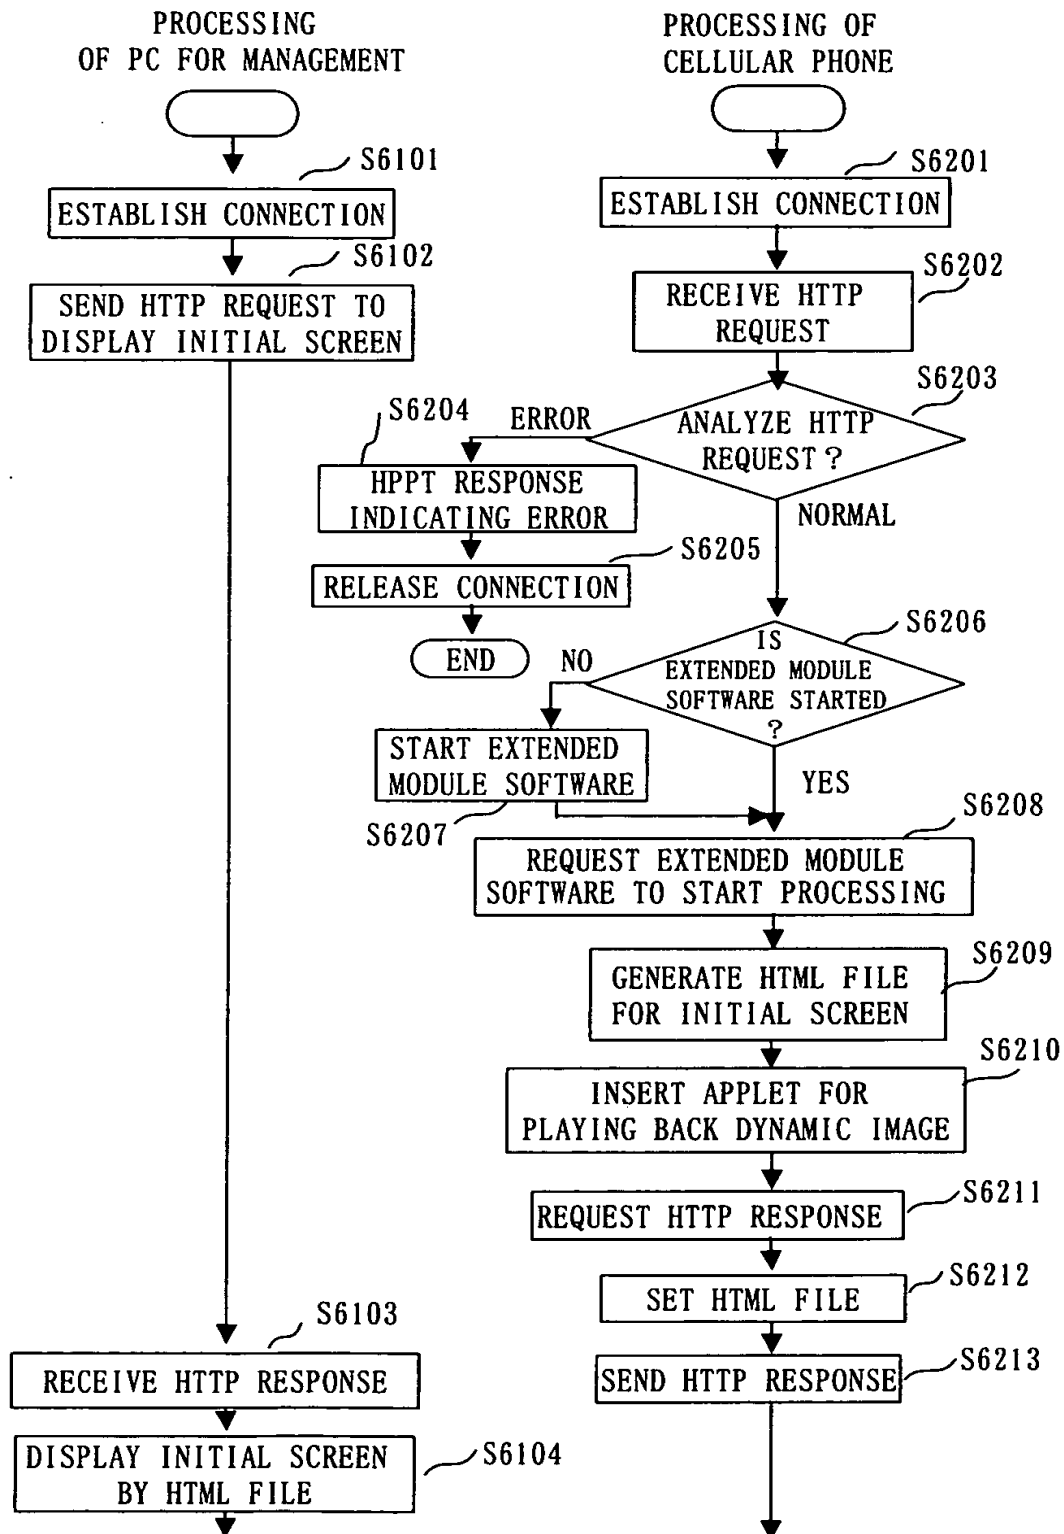 PROCESSING
OF PC FOR MANAGEMENT
PROCESSING OF
CELLULAR PHONE
S6101
ESTABLISH CONNECTION
S6102
SEND HTTP REQUEST TO
DISPLAY INITIAL SCREEN
S6201
ESTABLISH CONNECTION
S6202
RECEIVE HTTP
REQUEST
S6203
ANALYZE HTTP
REQUEST?
ERROR
NORMAL
S6204
HPPT RESPONSE
INDICATING ERROR
S6205
RELEASE CONNECTION
END
S6206
IS
EXTENDED MODULE
SOFTWARE STARTED
?
NO
YES
START EXTENDED
MODULE SOFTWARE
S6207
S6208
REQUEST EXTENDED MODULE
SOFTWARE TO START PROCESSING
S6209
GENERATE HTML FILE
FOR INITIAL SCREEN
S6210
INSERT APPLET FOR
PLAYING BACK DYNAMIC IMAGE
S6211
REQUEST HTTP RESPONSE
S6212
SET HTML FILE
S6213
SEND HTTP RESPONSE
S6103
RECEIVE HTTP RESPONSE
S6104
DISPLAY INITIAL SCREEN
BY HTML FILE